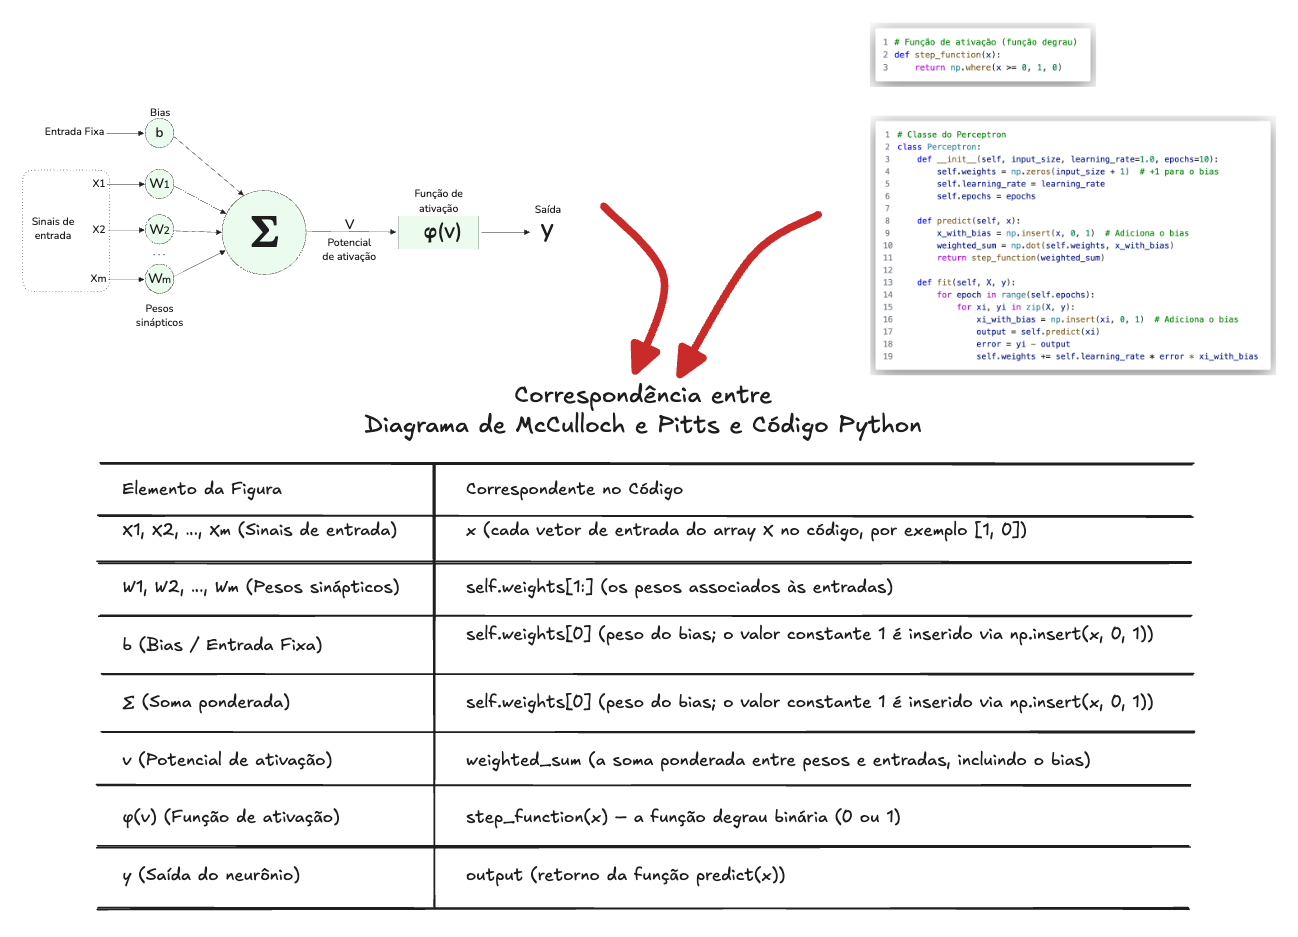 Bias
Entrada Fixa
b
Sinais de
entrada
X1
W1
X2
W2
...
Xm
Wm
Pesos
sinápticos
Σ
V
Potencial
de ativação
Função de
ativação
φ(v)
Saída
y
1 # Função de ativação (função degrau)
2 def step_function(x):
3     return np.where(x >= 0, 1, 0)
1 # Classe do Perceptron
2 class Perceptron:
3     def __init__(self, input_size, learning_rate=1.0, epochs=10):
4         self.weights = np.zeros(input_size + 1)  # +1 para o bias
5         self.learning_rate = learning_rate
6         self.epochs = epochs
7
8     def predict(self, x):
9         x_with_bias = np.insert(x, 0, 1)  # Adiciona o bias
10         weighted_sum = np.dot(self.weights, x_with_bias)
11         return step_function(weighted_sum)
12
13     def fit(self, X, y):
14         for epoch in range(self.epochs):
15             for xi, yi in zip(X, y):
16                 xi_with_bias = np.insert(xi, 0, 1)  # Adiciona o bias
17                 output = self.predict(xi)
18                 error = yi - output
19                 self.weights += self.learning_rate * error * xi_with_bias
Correspondência entre
Diagrama de McCulloch e Pitts e Código Python
Elemento da Figura
Correspondente no Código
X1, X2, ..., Xm (Sinais de entrada)
x (cada vetor de entrada do array X no código, por exemplo [1, 0])
W1, W2, ..., Wm (Pesos sinápticos)
self.weights[1:] (os pesos associados às entradas)
b (Bias / Entrada Fixa)
self.weights[0] (peso do bias; o valor constante 1 é inserido via np.insert(x, 0, 1))
Σ (Soma ponderada)
self.weights[0] (peso do bias; o valor constante 1 é inserido via np.insert(x, 0, 1))
v (Potencial de ativação)
weighted_sum (a soma ponderada entre pesos e entradas, incluindo o bias)
φ(v) (Função de ativação)
step_function(x) — a função degrau binária (0 ou 1)
y (Saída do neurônio)
output (retorno da função predict(x))